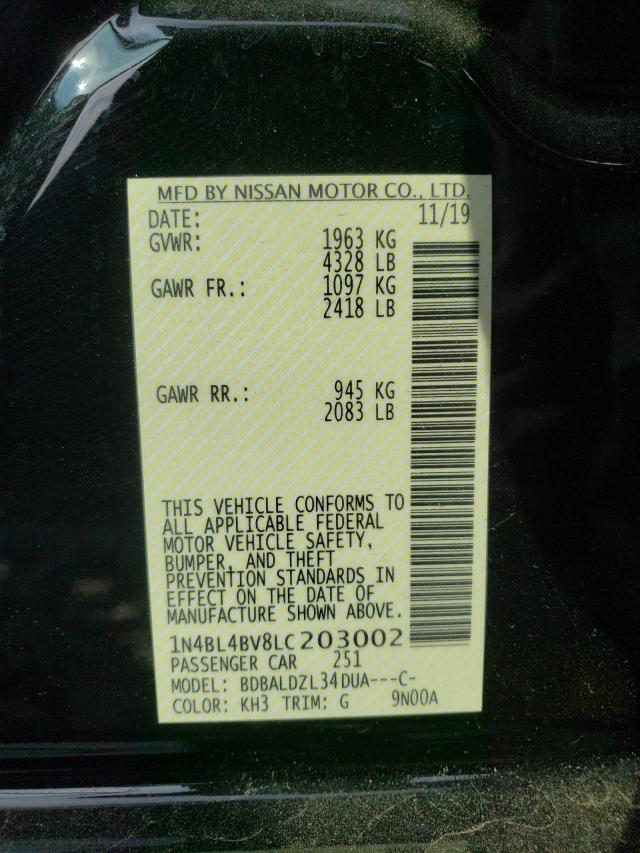 MFD BY NISSAN MOTOR CO., LTD.
DATE: 11/19
GVWR: 1963 KG
4328 LB
GAWR FR.: 1097 KG
2418 LB
GAWR RR.: 945 KG
2083 LB
THIS VEHICLE CONFORMS TO
ALL APPLICABLE FEDERAL
MOTOR VEHICLE SAFETY,
BUMPER, AND THEFT
PREVENTION STANDARDS IN
EFFECT ON THE DATE OF
MANUFACTURE SHOWN ABOVE.
1N4BL4BV8LC203002
PASSENGER CAR 251
MODEL: BDBALDZL34DUA---C-
COLOR: KH3 TRIM: G 9N00A